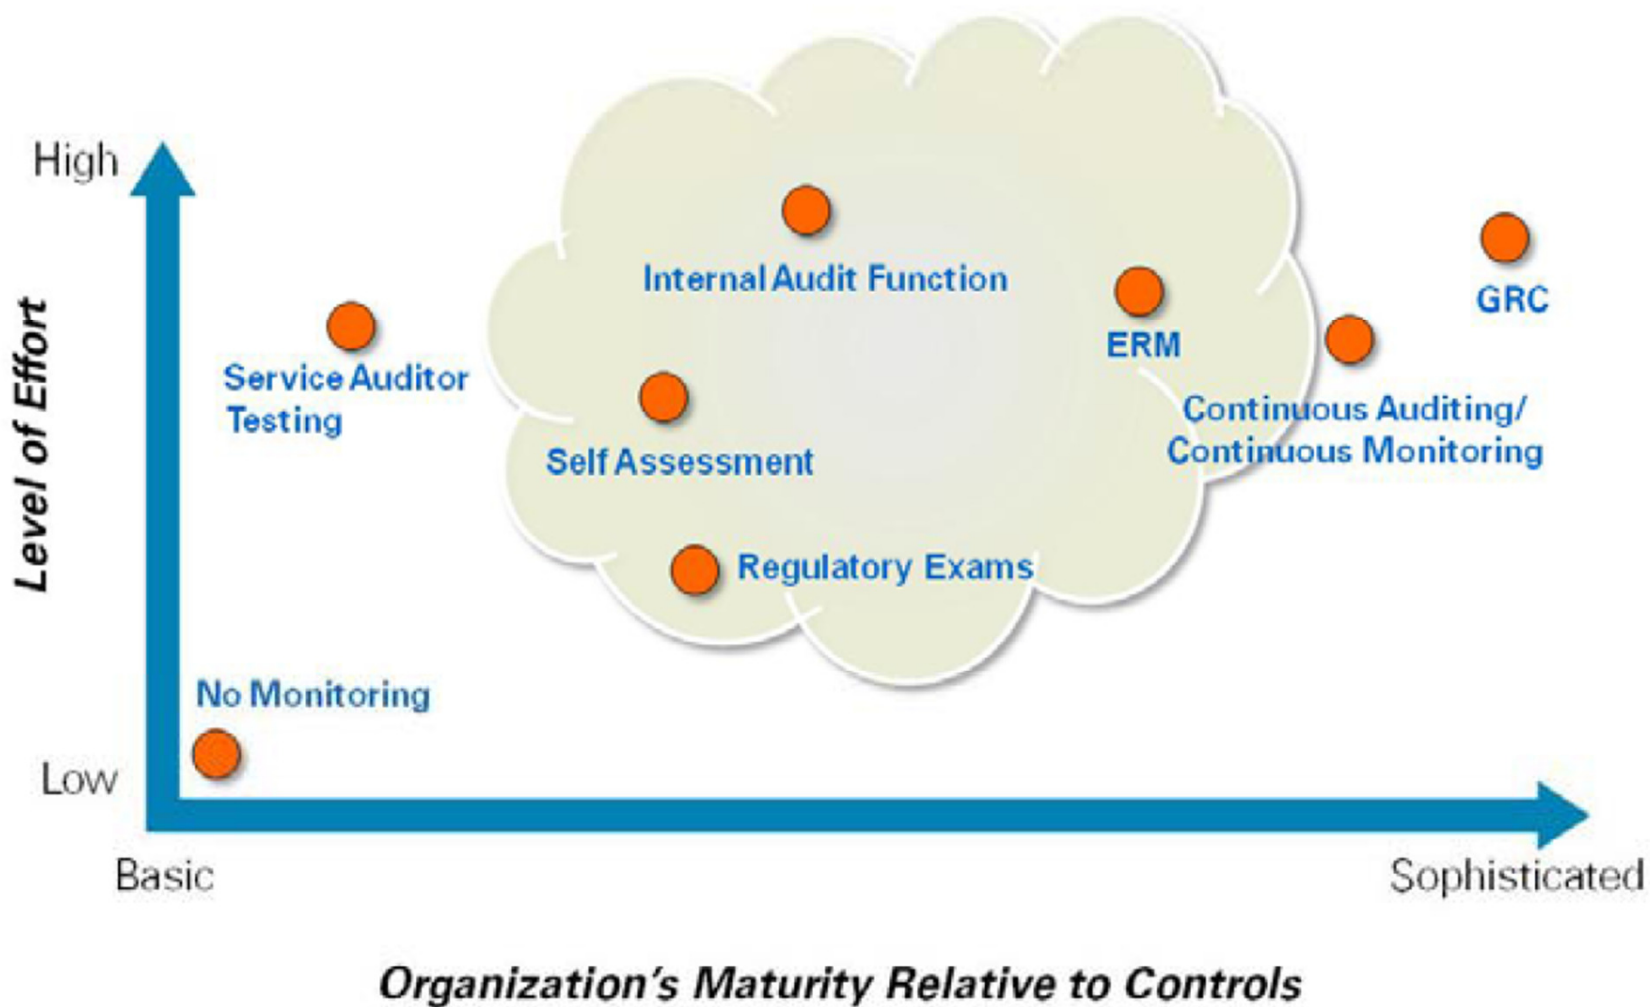 High
Internal Audit Function
GRC
ERM
Service Auditor
Testing
Continuous Auditing/
Continuous Monitoring
Self Assessment
Regulatory Exams
No Monitoring
Low
Level of Effort
Basic
Sophisticated
Organization's Maturity Relative to Controls